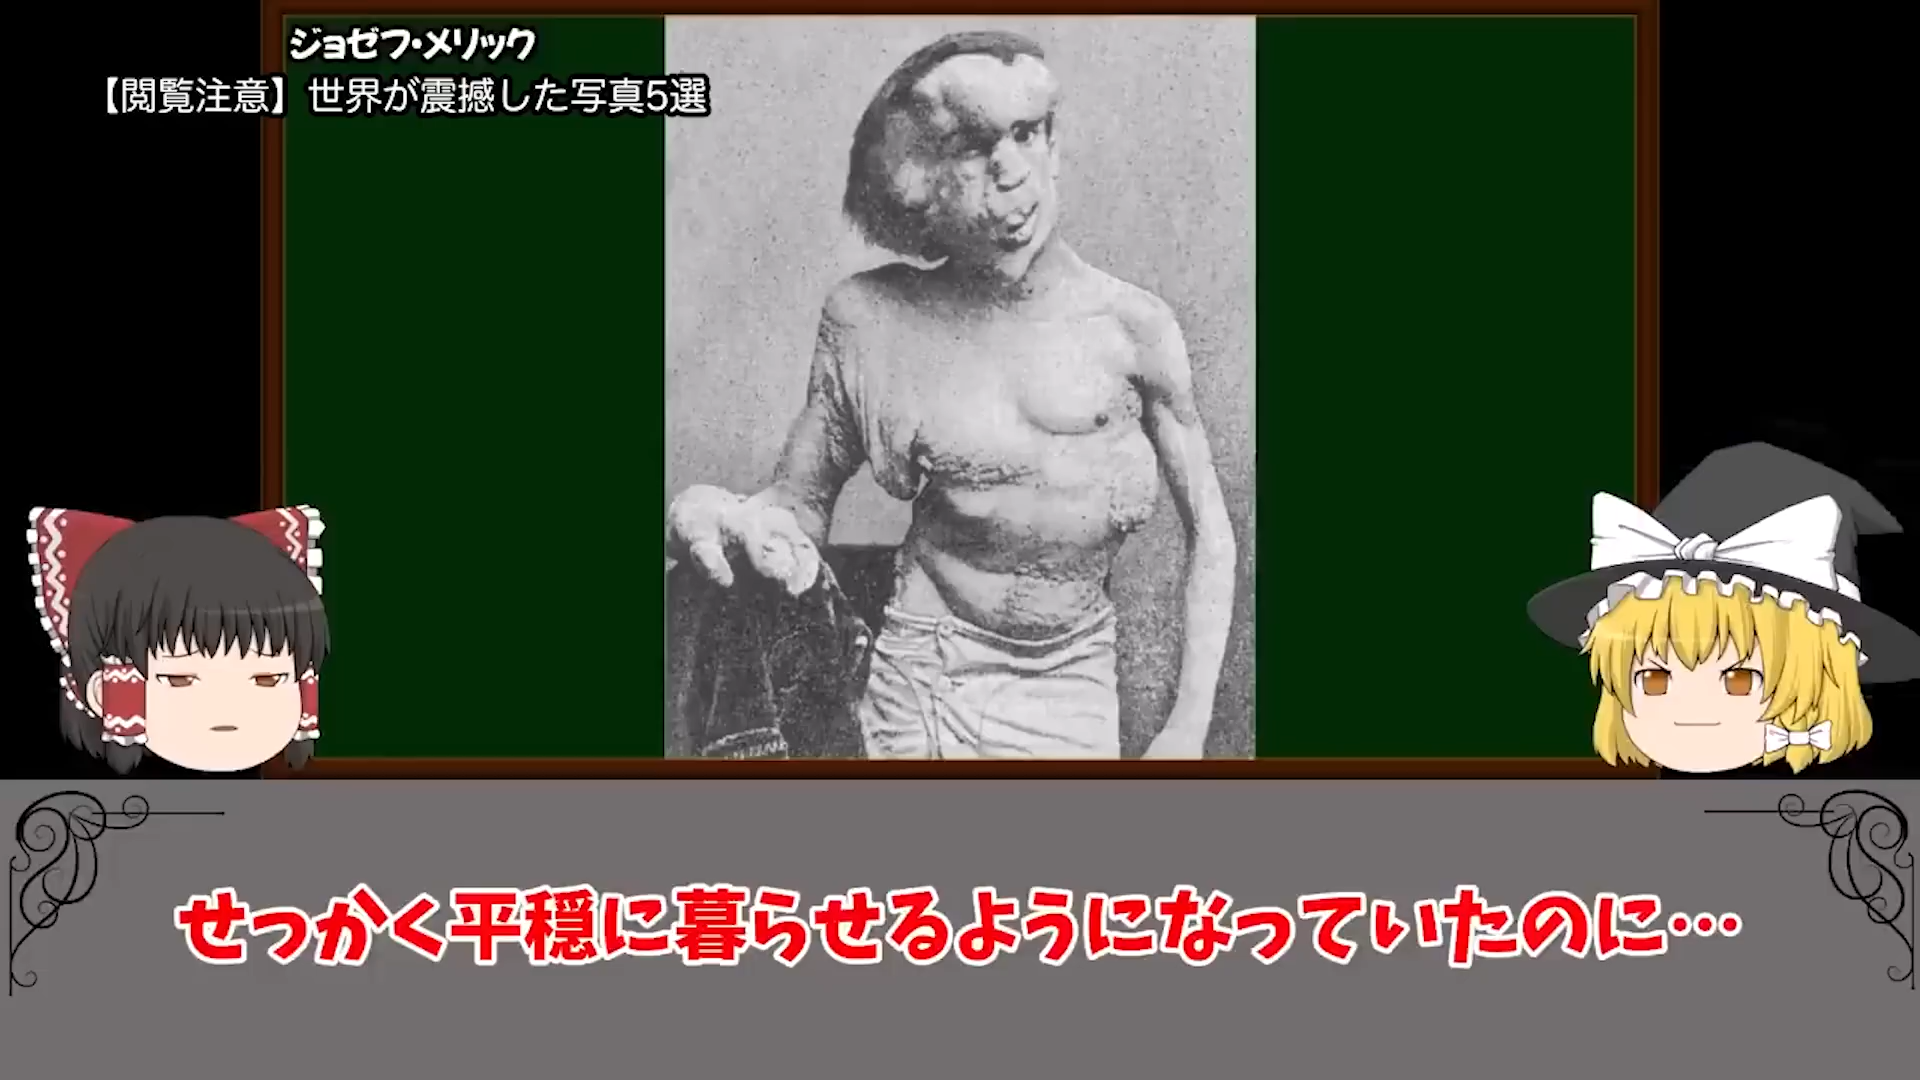 ジョゼフ・メリック
【閲覧注意】世界が震撼した写真5選
せっかく平穏に暮らせるようになっていたのに…